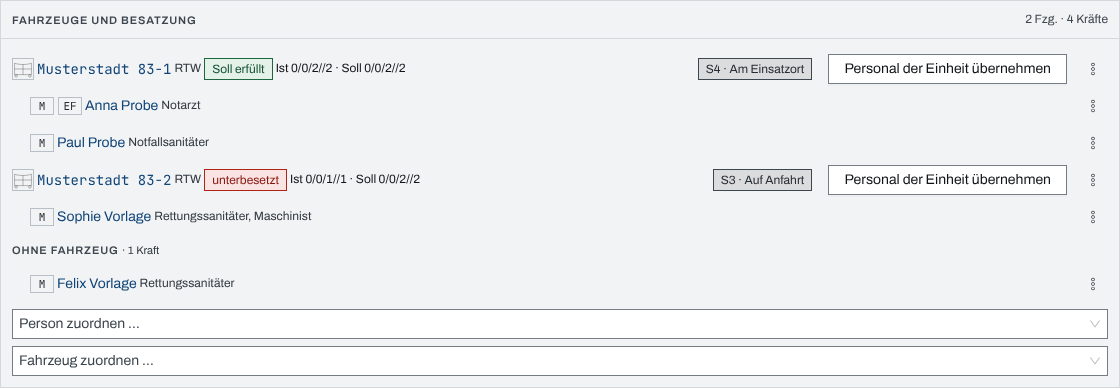 FAHRZEUGE UND BESATZUNG 2 Fzg. · 4 Kräfte
Musterstadt 83-1 RTW Soll erfüllt Ist 0/0/2//2 · Soll 0/0/2//2 S4 · Am Einsatzort Personal der Einheit übernehmen
M EF Anna Probe Notarzt
M Paul Probe Notfallsanitäter
Musterstadt 83-2 RTW unterbesetzt Ist 0/0/1//1 · Soll 0/0/2//2 S3 · Auf Anfahrt Personal der Einheit übernehmen
M Sophie Vorlage Rettungssanitäter, Maschinist
OHNE FAHRZEUG · 1 Kraft
M Felix Vorlage Rettungssanitäter
Person zuordnen ...
Fahrzeug zuordnen ...